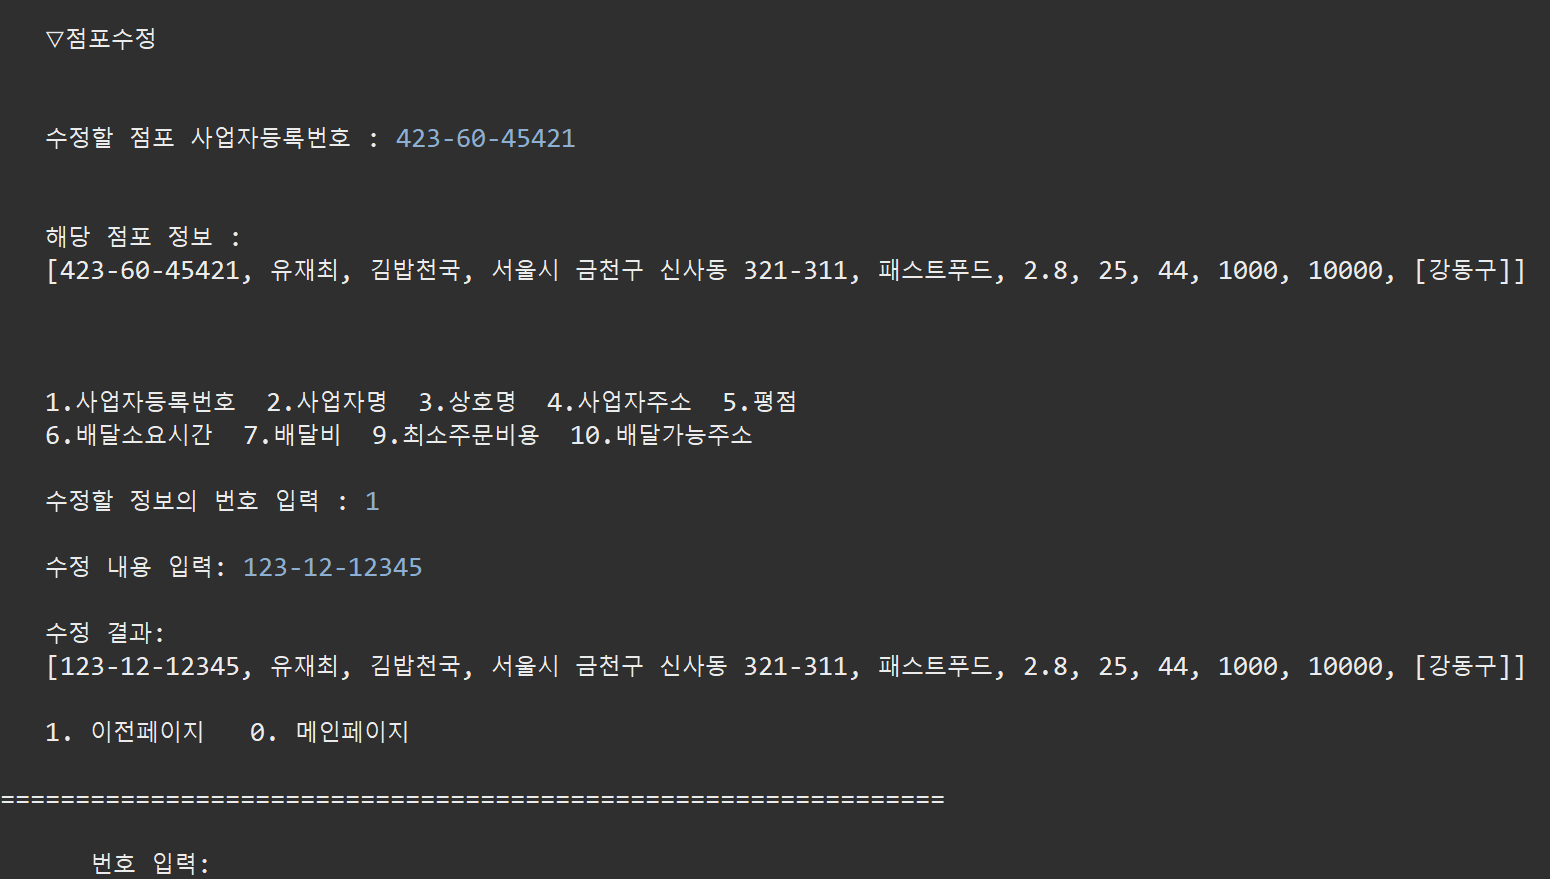 ▽점포수정
수정할 점포 사업자등록번호 : 423-60-45421
해당 점포 정보 :
[423-60-45421, 유재최, 김밥천국, 서울시 금천구 신사동 321-311, 패스트푸드, 2.8, 25, 44, 1000, 10000, [강동구]]
1.사업자등록번호  2.사업자명  3.상호명  4.사업자주소  5.평점
6.배달소요시간  7.배달비  9.최소주문비용  10.배달가능주소
수정할 정보의 번호 입력 : 1
수정 내용 입력: 123-12-12345
수정 결과:
[123-12-12345, 유재최, 김밥천국, 서울시 금천구 신사동 321-311, 패스트푸드, 2.8, 25, 44, 1000, 10000, [강동구]]
1. 이전페이지   0. 메인페이지
===============================================================
번호 입력: